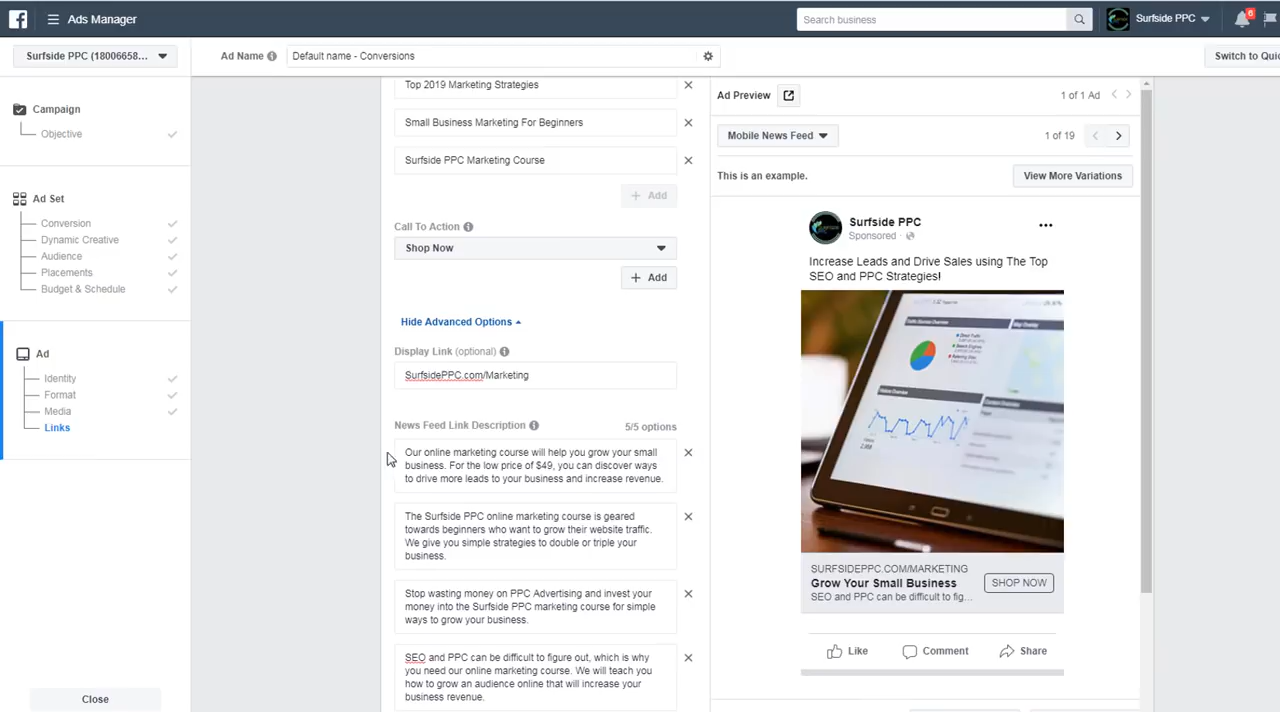 Ads Manager
Search business
Surfside PPC
6
Surfside PPC (18006658...
Ad Name
Default name - Conversions
Switch to Quic
Campaign
Objective
Ad Set
Conversion
Dynamic Creative
Audience
Placements
Budget & Schedule
Ad
Identity
Format
Media
Links
Close
Top 2019 Marketing Strategies
Small Business Marketing For Beginners
Surfside PPC Marketing Course
+ Add
Call To Action
Shop Now
+ Add
Hide Advanced Options
Display Link (optional)
SurfsidePPC.com/Marketing
News Feed Link Description
5/5 options
Our online marketing course will help you grow your small
business. For the low price of $49, you can discover ways
to drive more leads to your business and increase revenue.
The Surfside PPC online marketing course is geared
towards beginners who want to grow their website traffic.
We give you simple strategies to double or triple your
business.
Stop wasting money on PPC Advertising and invest your
money into the Surfside PPC marketing course for simple
ways to grow your business.
SEO and PPC can be difficult to figure out, which is why
you need our online marketing course. We will teach you
how to grow an audience online that will increase your
business revenue.
Ad Preview
1 of 1 Ad
Mobile News Feed
1 of 19
This is an example.
View More Variations
Surfside PPC
Sponsored ·
Increase Leads and Drive Sales using The Top
SEO and PPC Strategies!
SURFSIDEPPC.COM/MARKETING
Grow Your Small Business
SEO and PPC can be difficult to fig...
SHOP NOW
Like
Comment
Share